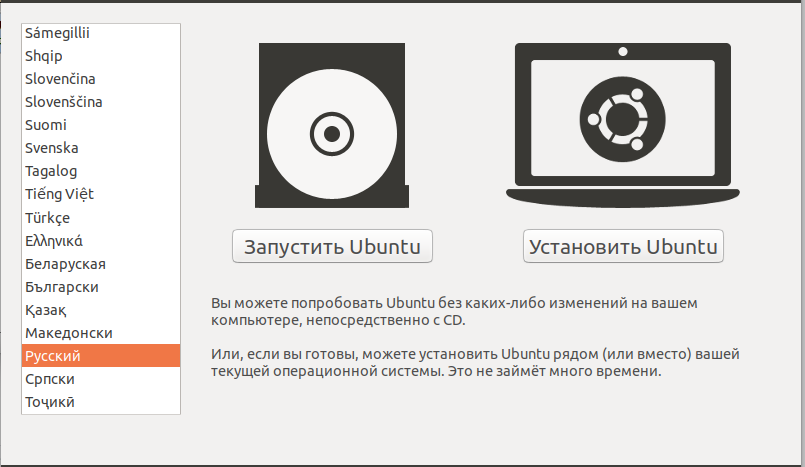 Sámegillii
Shqip
Slovenčina
Slovenščina
Suomi
Svenska
Tagalog
Tiếng Việt
Türkçe
Ελληνικά
Беларуская
Български
Қазақ
Македонски
Русский
Српски
Тоҷикӣ
Запустить Ubuntu
Установить Ubuntu
Вы можете попробовать Ubuntu без каких-либо изменений на вашем
компьютере, непосредственно с CD.
Или, если вы готовы, можете установить Ubuntu рядом (или вместо) вашей
текущей операционной системы. Это не займёт много времени.